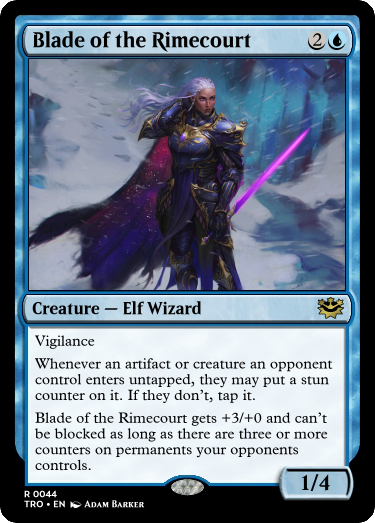 Blade of the Rimecourt 2
Creature — Elf Wizard
Vigilance
Whenever an artifact or creature an opponent
control enters untapped, they may put a stun
counter on it. If they don't, tap it.
Blade of the Rimecourt gets +3/+0 and can't
be blocked as long as there are three or more
counters on permanents your opponents
controls.
1/4
R 0044
TRO • EN Adam Barker